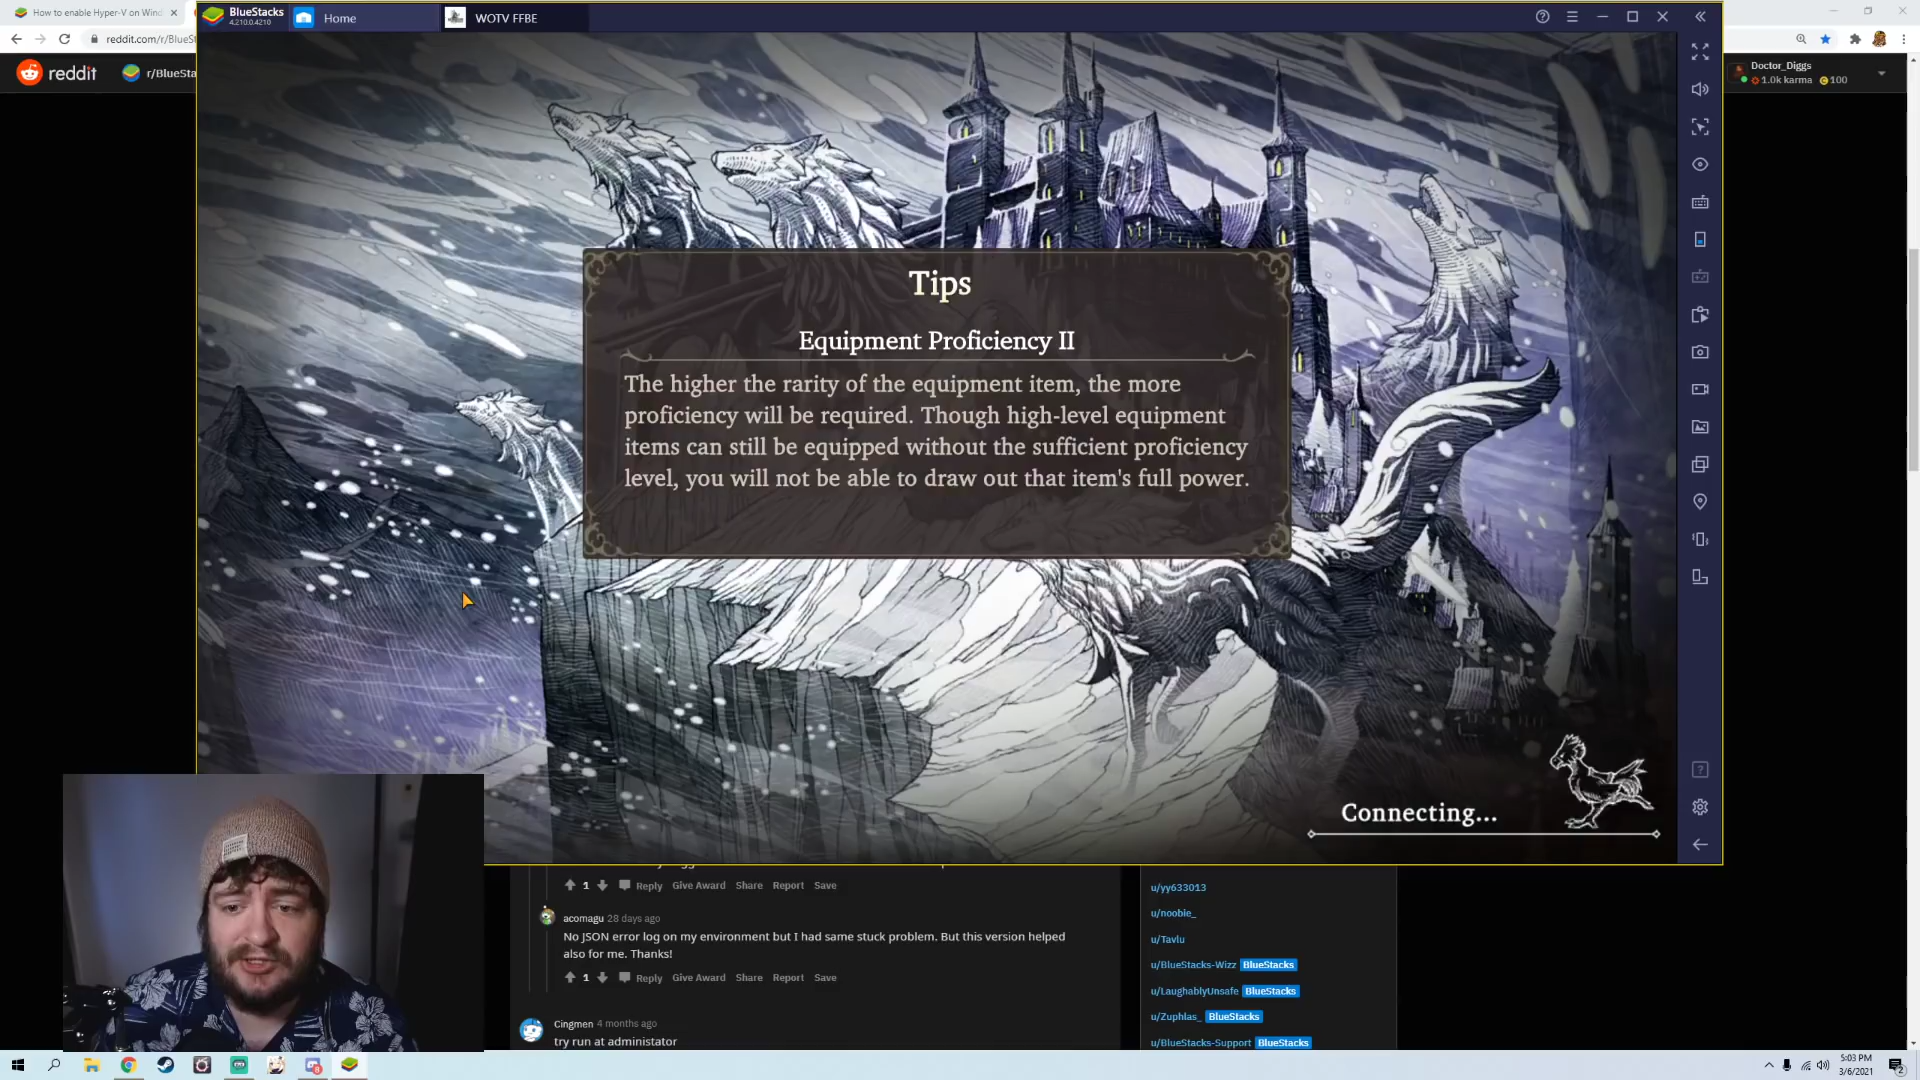 How to enable Hyper-V on Wind
BlueStacks
4.210.0.4210
Home
WOTV FFBE
reddit.com/r/BlueSt
reddit
r/BlueSta
Doctor_Diggs
1.0k karma
100
Tips
Equipment Proficiency II
The higher the rarity of the equipment item, the more
proficiency will be required. Though high-level equipment
items can still be equipped without the sufficient proficiency
level, you will not be able to draw out that item's full power.
Connecting...
1 Reply Give Award Share Report Save
acomagu 28 days ago
No JSON error log on my environment but I had same stuck problem. But this version helped
also for me. Thanks!
1 Reply Give Award Share Report Save
Cingmen 4 months ago
try run at administator
u/yy633013
u/noobie_
u/Tavlu
u/BlueStacks-Wizz BlueStacks
u/LaughablyUnsafe BlueStacks
u/Zuphlas_ BlueStacks
u/BlueStacks-Support BlueStacks
5:03 PM
3/6/2021